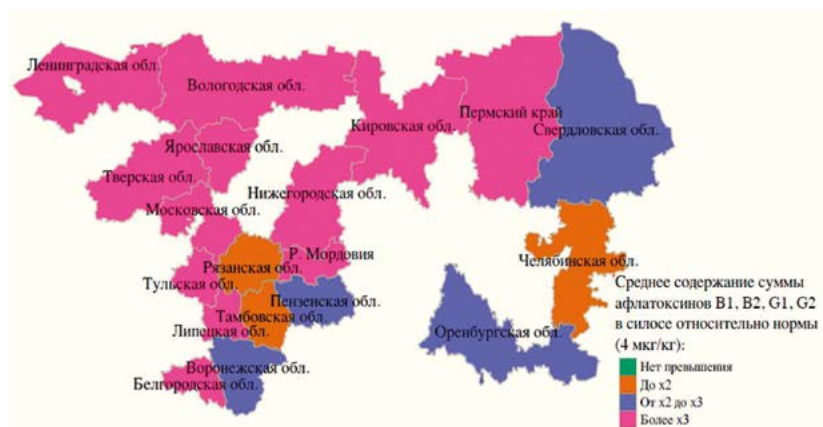 Ленинградская обл.
Вологодская обл.
Пермский край
Кировская обл.
Свердловская обл.
Ярославская обл.
Тверская обл.
Нижегородская обл.
Московская обл.
Р. Мордовия
Рязанская обл.
Челябинская обл.
Тульская обл.
Пензенская обл.
Тамбовская обл.
Липецкая обл.
Оренбургская обл.
Воронежская обл.
Белгородская обл.
Среднее содержание суммы
афлатоксинов B1, B2, G1, G2
в силосе относительно нормы
(4 мкг/кг):
Нет превышения
До х2
От х2 до х3
Более х3